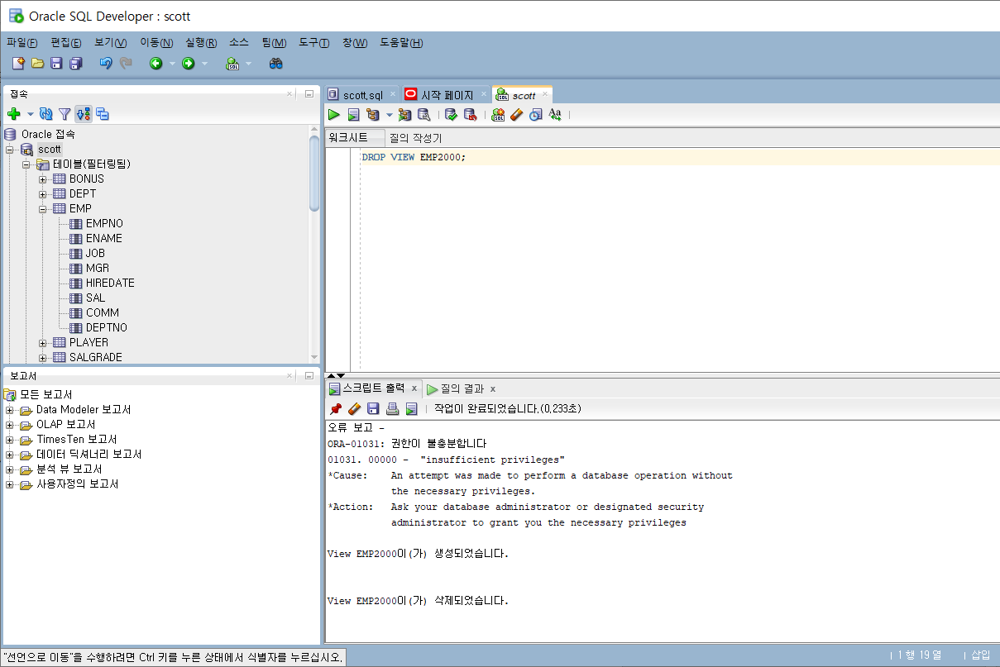 Oracle SQL Developer : scott
파일(F) 편집(E) 보기(V) 이동(N) 실행(R) 소스 팀(M) 도구(T) 창(W) 도움말(H)
접속
Oracle 접속
scott
테이블(필터링됨)
BONUS
DEPT
EMP
EMPNO
ENAME
JOB
MGR
HIREDATE
SAL
COMM
DEPTNO
PLAYER
SALGRADE
보고서
모든 보고서
Data Modeler 보고서
OLAP 보고서
TimesTen 보고서
데이터 딕셔너리 보고서
분석 뷰 보고서
사용자정의 보고서
scott.sql 시작 페이지 scott
워크시트 질의 작성기
DROP VIEW EMP2000;
스크립트 출력 x 질의 결과 x
작업이 완료되었습니다.(0.233초)
오류 보고 -
ORA-01031: 권한이 불충분합니다
01031. 00000 -  "insufficient privileges"
*Cause:    An attempt was made to perform a database operation without
the necessary privileges.
*Action:   Ask your database administrator or designated security
administrator to grant you the necessary privileges
View EMP2000이(가) 생성되었습니다.
View EMP2000이(가) 삭제되었습니다.
"선언으로 이동"을 수행하려면 Ctrl 키를 누른 상태에서 식별자를 누르십시오.
| 1 행 19 열 | 삽입